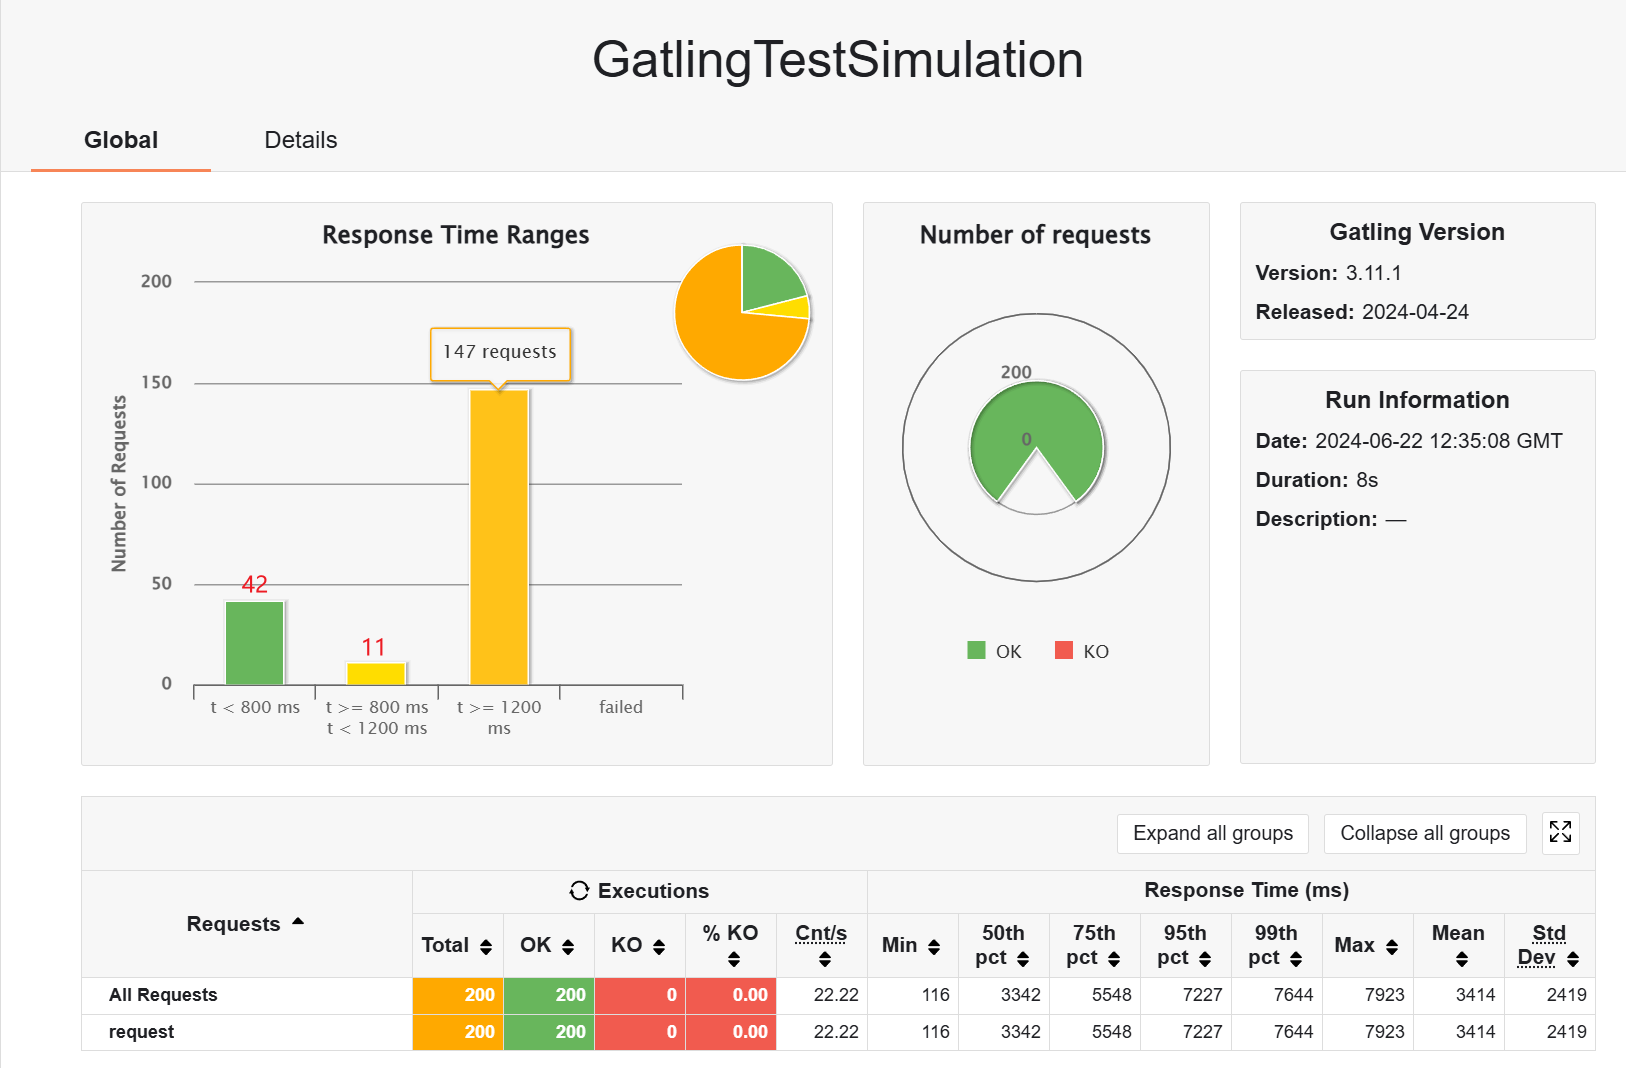 GatlingTestSimulation
Global
Details
Response Time Ranges
200
150
100
50
0
Number of Requests
147 requests
42
11
t < 800 ms
t >= 800 ms
t < 1200 ms
t >= 1200
ms
failed
Number of requests
200
0
OK
KO
Gatling Version
Version: 3.11.1
Released: 2024-04-24
Run Information
Date: 2024-06-22 12:35:08 GMT
Duration: 8s
Description: —
Expand all groups
Collapse all groups
Requests
Executions
Response Time (ms)
Total
OK
KO
% KO
Cnt/s
Min
50th
pct
75th
pct
95th
pct
99th
pct
Max
Mean
Std
Dev
All Requests 200 200 0 0.00 22.22 116 3342 5548 7227 7644 7923 3414 2419
request 200 200 0 0.00 22.22 116 3342 5548 7227 7644 7923 3414 2419